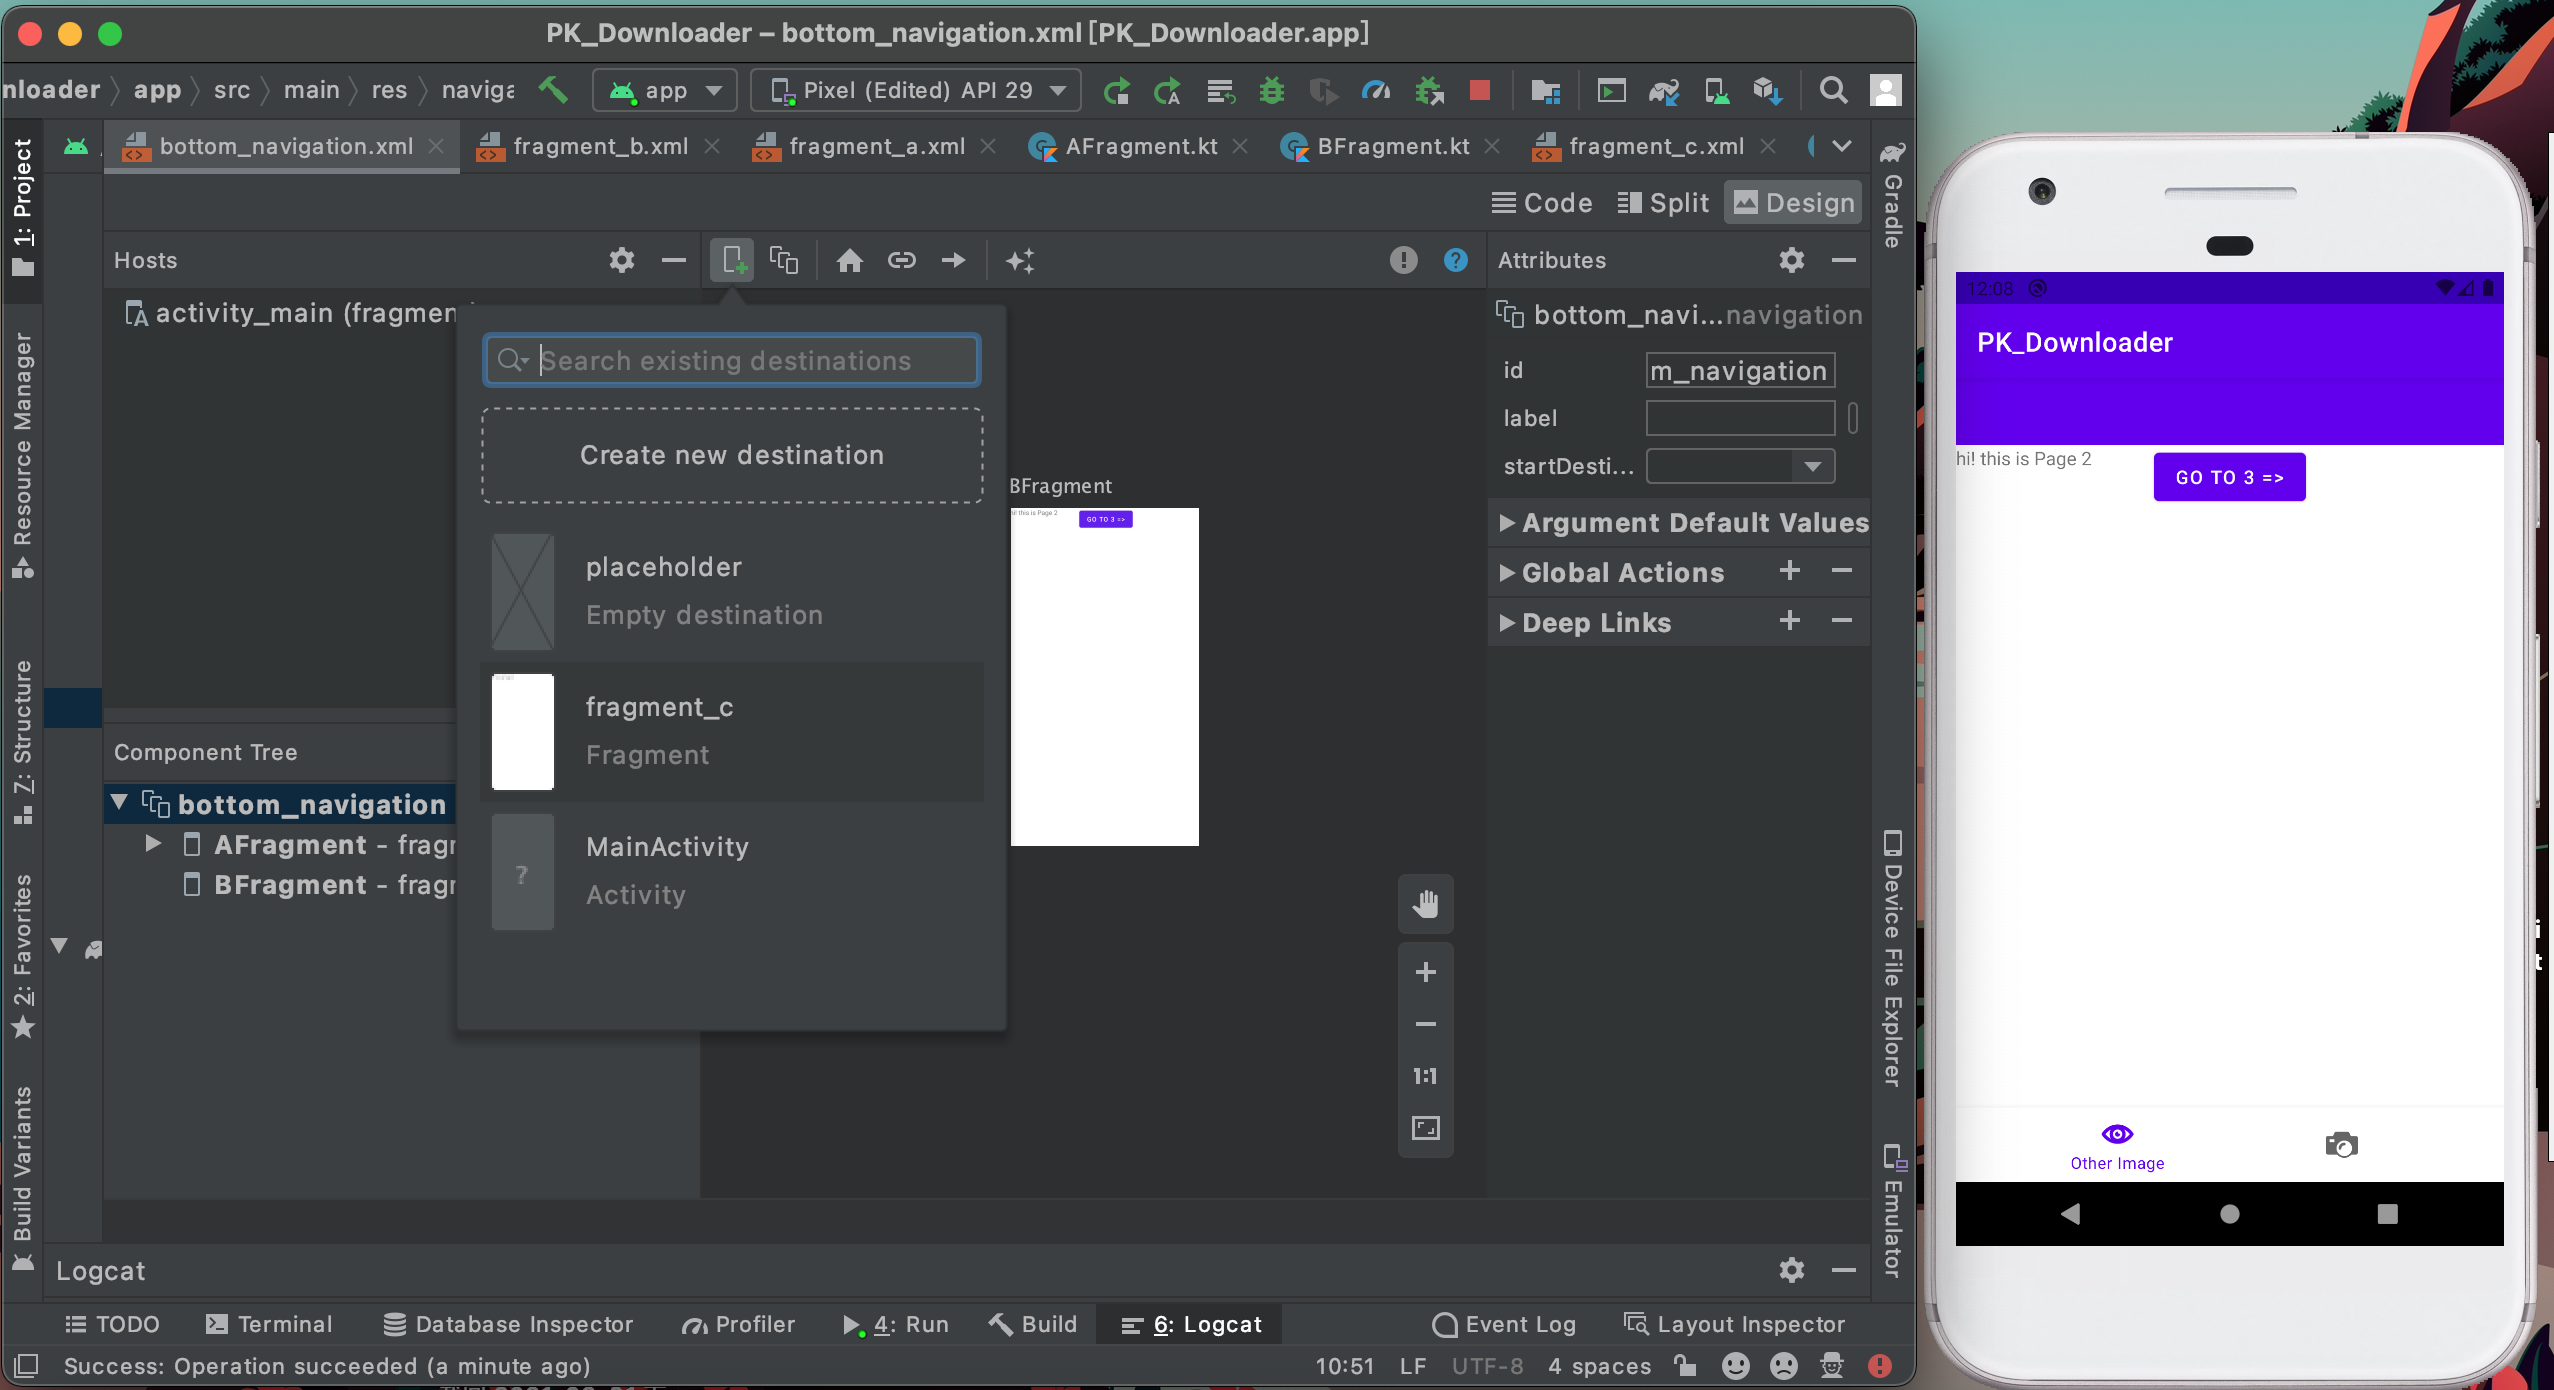 PK_Downloader – bottom_navigation.xml [PK_Downloader.app]
nloader
app
src
main
res
naviga
app
Pixel (Edited) API 29
bottom_navigation.xml
fragment_b.xml
fragment_a.xml
AFragment.kt
BFragment.kt
fragment_c.xml
Code
Split
Design
1: Project
Resource Manager
7: Structure
2: Favorites
Build Variants
Hosts
activity_main (fragmen
Component Tree
bottom_navigation
AFragment - fragr
BFragment - fragr
Search existing destinations
Create new destination
placeholder
Empty destination
fragment_c
Fragment
?
MainActivity
Activity
BFragment
hi! this is Page 2
GO TO 3 =>
1:1
Attributes
bottom_navi...navigation
id
m_navigation
label
startDesti...
Argument Default Values
Global Actions
Deep Links
Gradle
Device File Explorer
Emulator
Logcat
TODO
Terminal
Database Inspector
Profiler
4: Run
Build
6: Logcat
Event Log
Layout Inspector
Success: Operation succeeded (a minute ago)
10:51
LF
UTF-8
4 spaces
12:08
PK_Downloader
hi! this is Page 2
GO TO 3 =>
Other Image